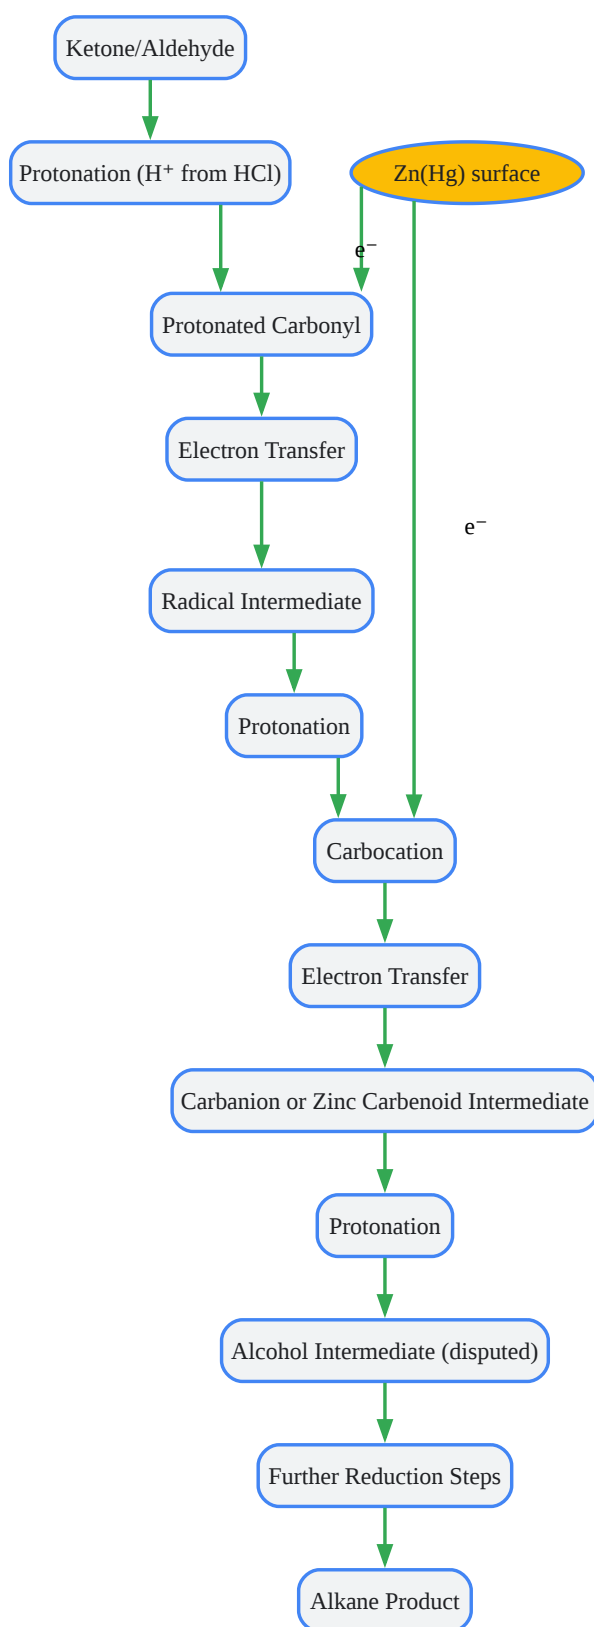 Ketone/Aldehyde
Protonation (H⁺ from HCl)
Zn(Hg) surface
e⁻
Protonated Carbonyl
Electron Transfer
e⁻
Radical Intermediate
Protonation
Carbocation
Electron Transfer
Carbanion or Zinc Carbenoid Intermediate
Protonation
Alcohol Intermediate (disputed)
Further Reduction Steps
Alkane Product